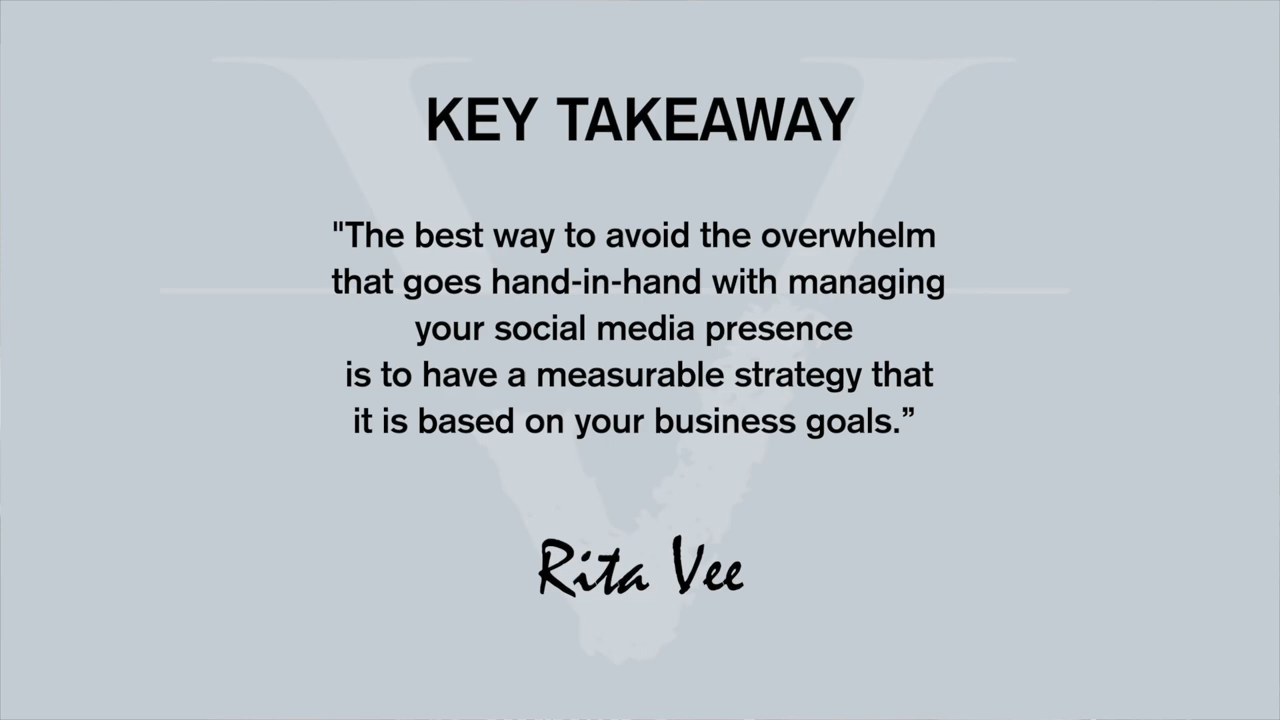 KEY TAKEAWAY
"The best way to avoid the overwhelm
that goes hand-in-hand with managing
your social media presence
is to have a measurable strategy that
it is based on your business goals.”
Rita Vee